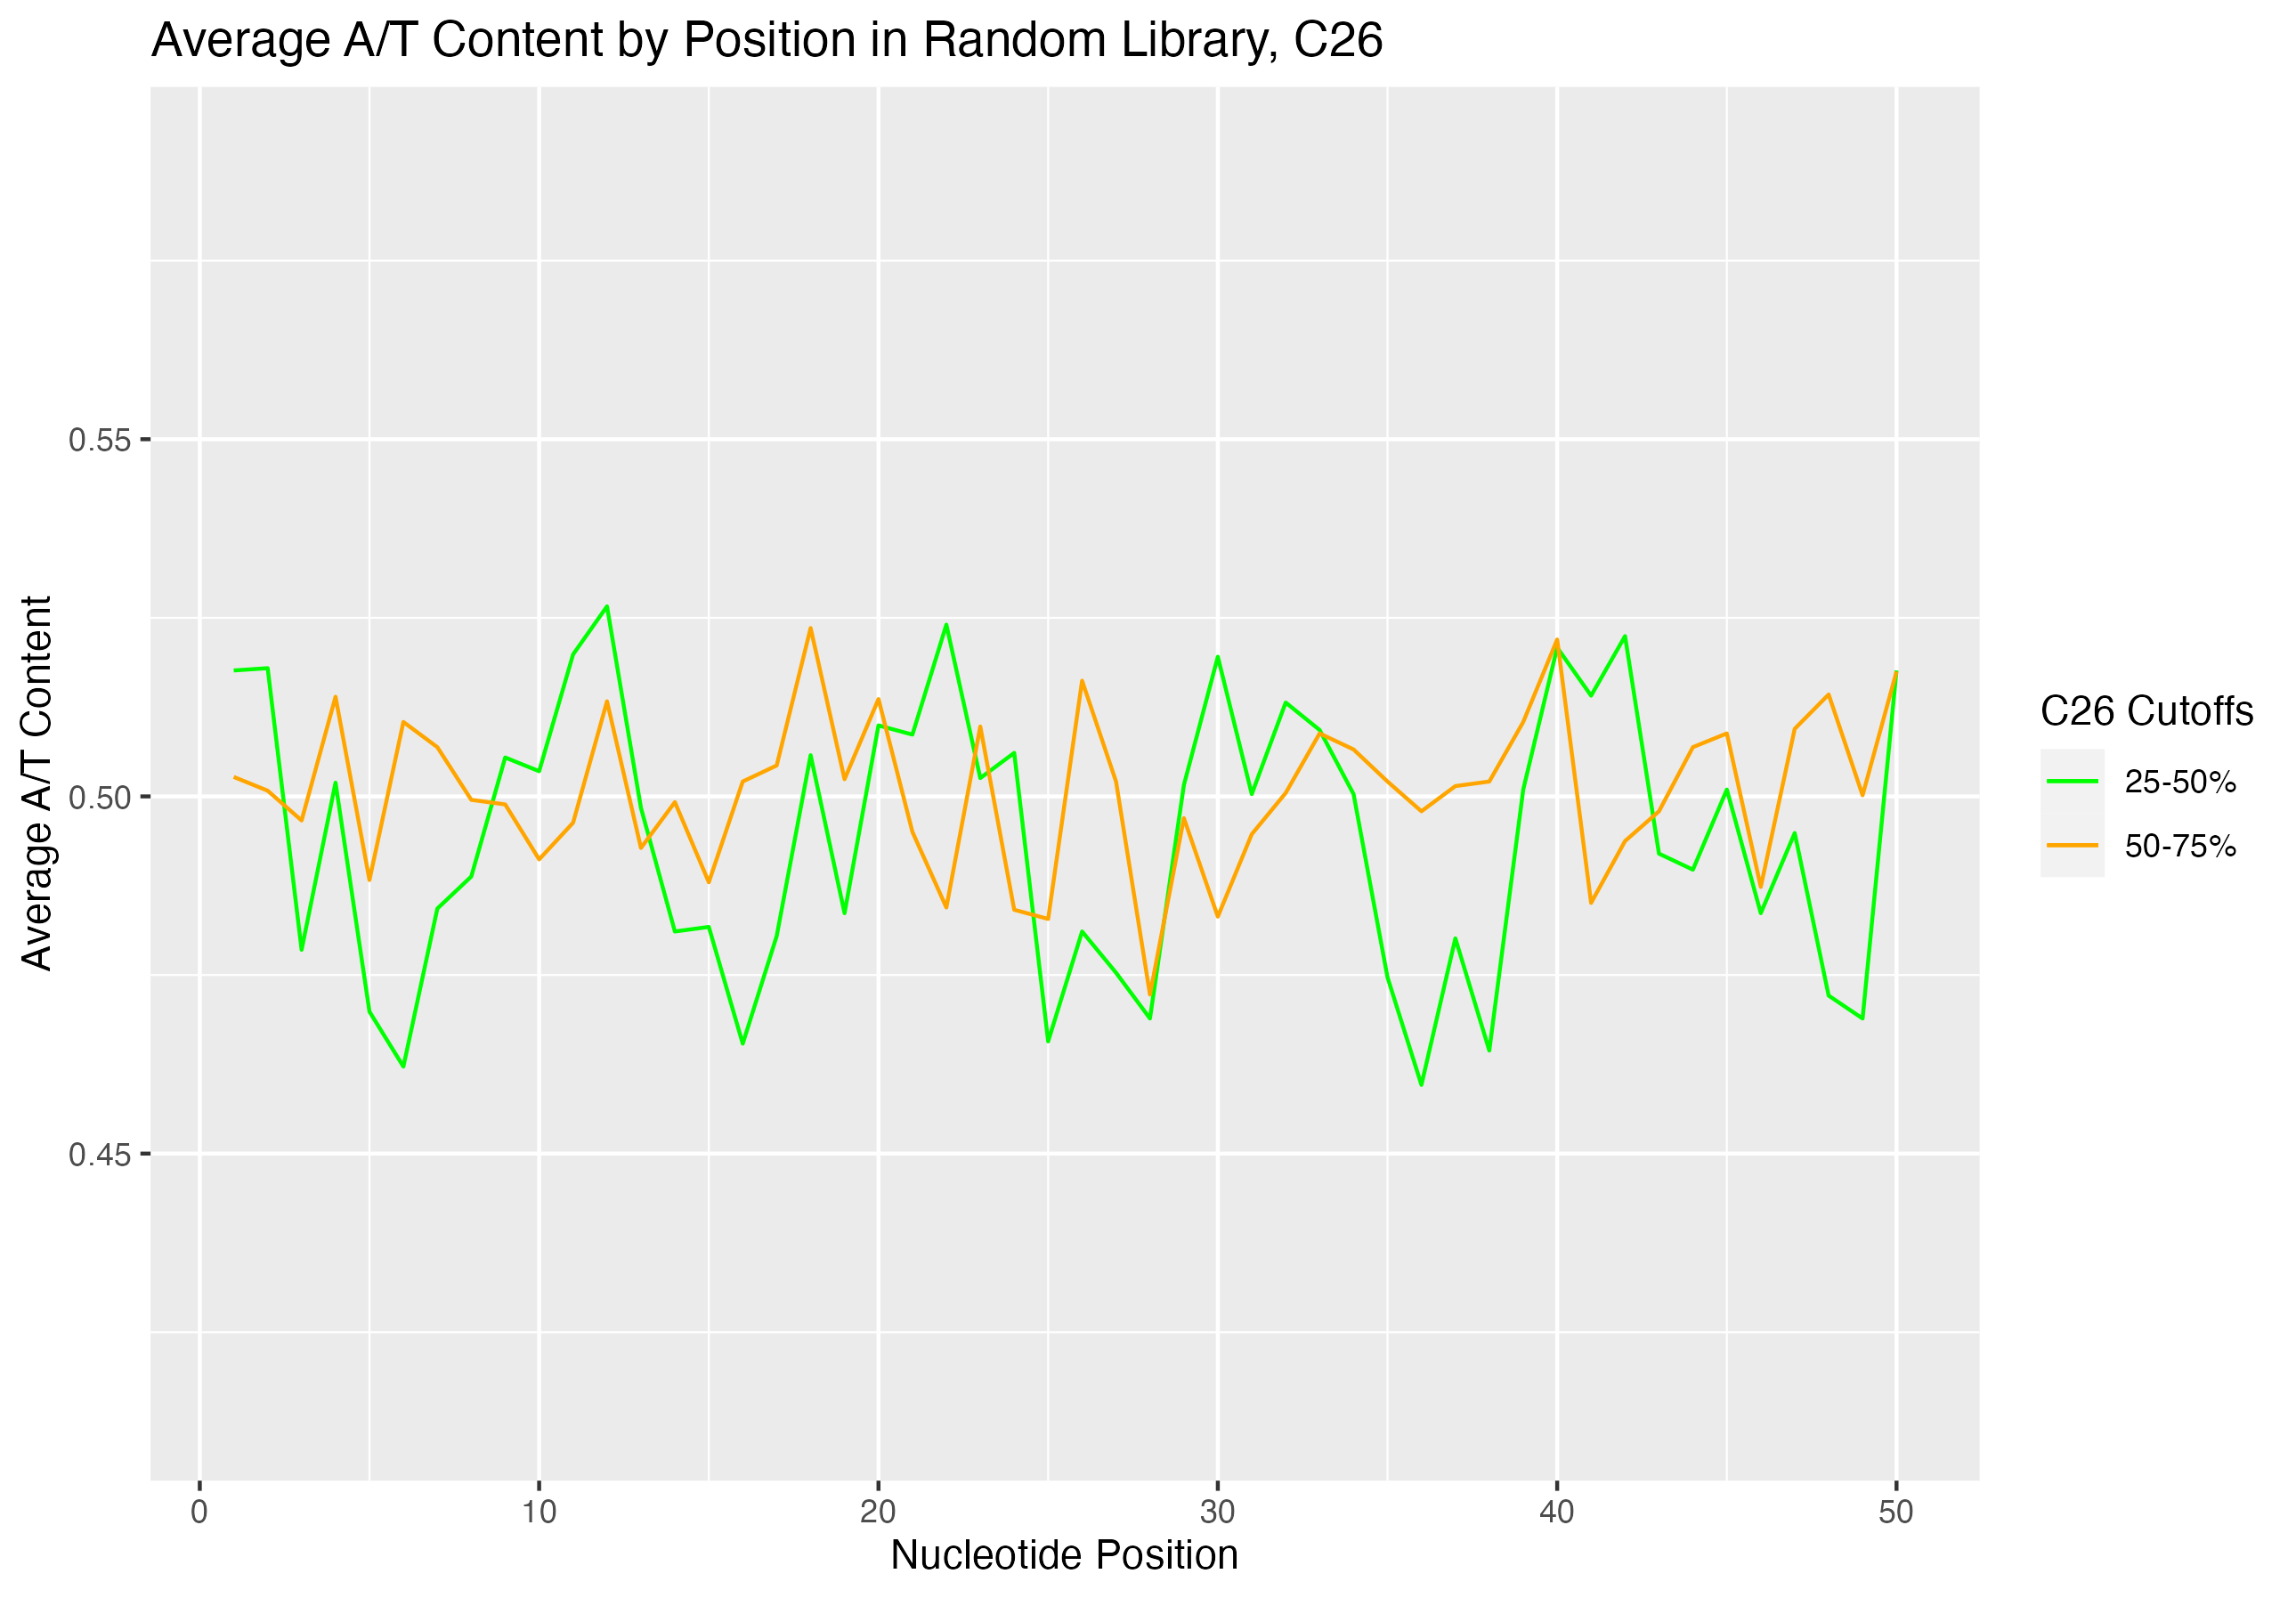 Average A/T Content by Position in Random Library, C26
Average A/T Content
0.55
0.50
0.45
0
10
20
30
40
50
Nucleotide Position
C26 Cutoffs
25-50%
50-75%